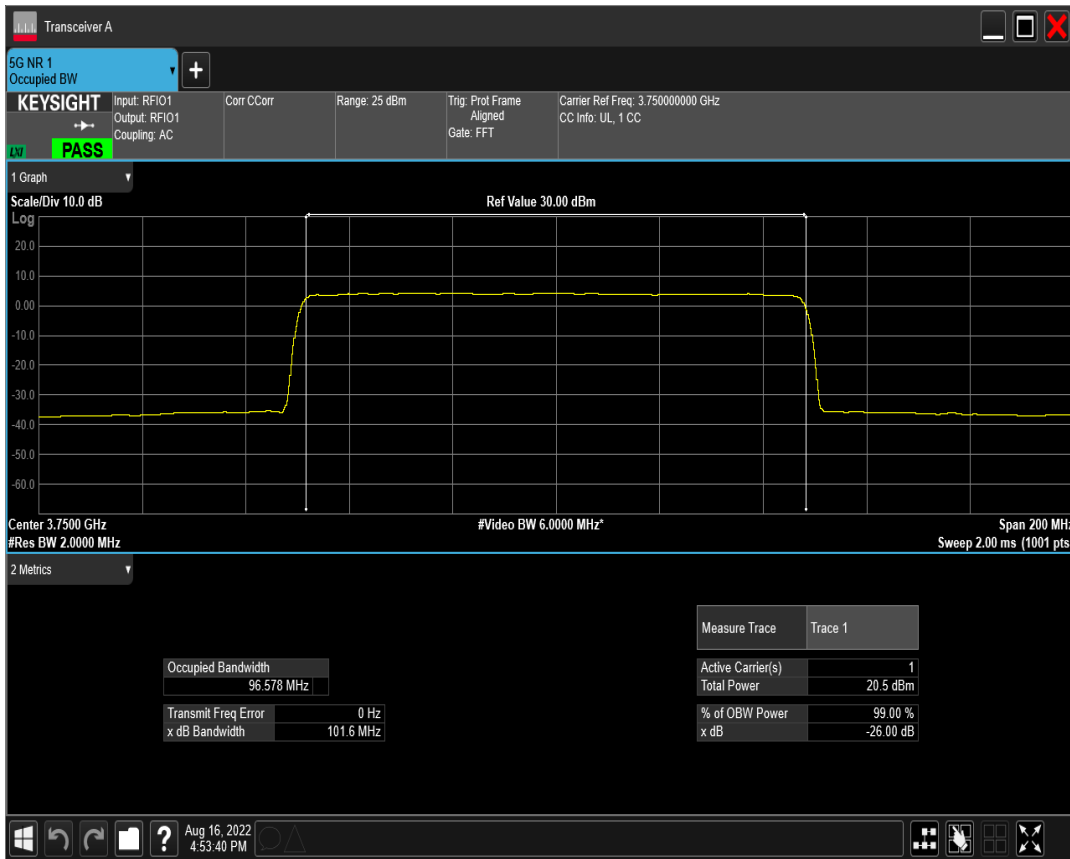 Transceiver A
5G NR 1
Occupied BW
+
KEYSIGHT
LXI
PASS
Input: RFIO1
Output: RFIO1
Coupling: AC
Corr CCorr
Range: 25 dBm
Trig: Prot Frame
Aligned
Gate: FFT
Carrier Ref Freq: 3.750000000 GHz
CC Info: UL, 1 CC
1 Graph
Scale/Div 10.0 dB
Ref Value 30.00 dBm
Log
20.0
10.0
0.00
-10.0
-20.0
-30.0
-40.0
-50.0
-60.0
Center 3.7500 GHz
#Video BW 6.0000 MHz*
Span 200 MHz
#Res BW 2.0000 MHz
Sweep 2.00 ms (1001 pts
2 Metrics
Measure Trace Trace 1
Occupied Bandwidth
96.578 MHz
Active Carrier(s) 1
Total Power 20.5 dBm
Transmit Freq Error 0 Hz
x dB Bandwidth 101.6 MHz
% of OBW Power 99.00 %
x dB -26.00 dB
?
Aug 16, 2022
4:53:40 PM